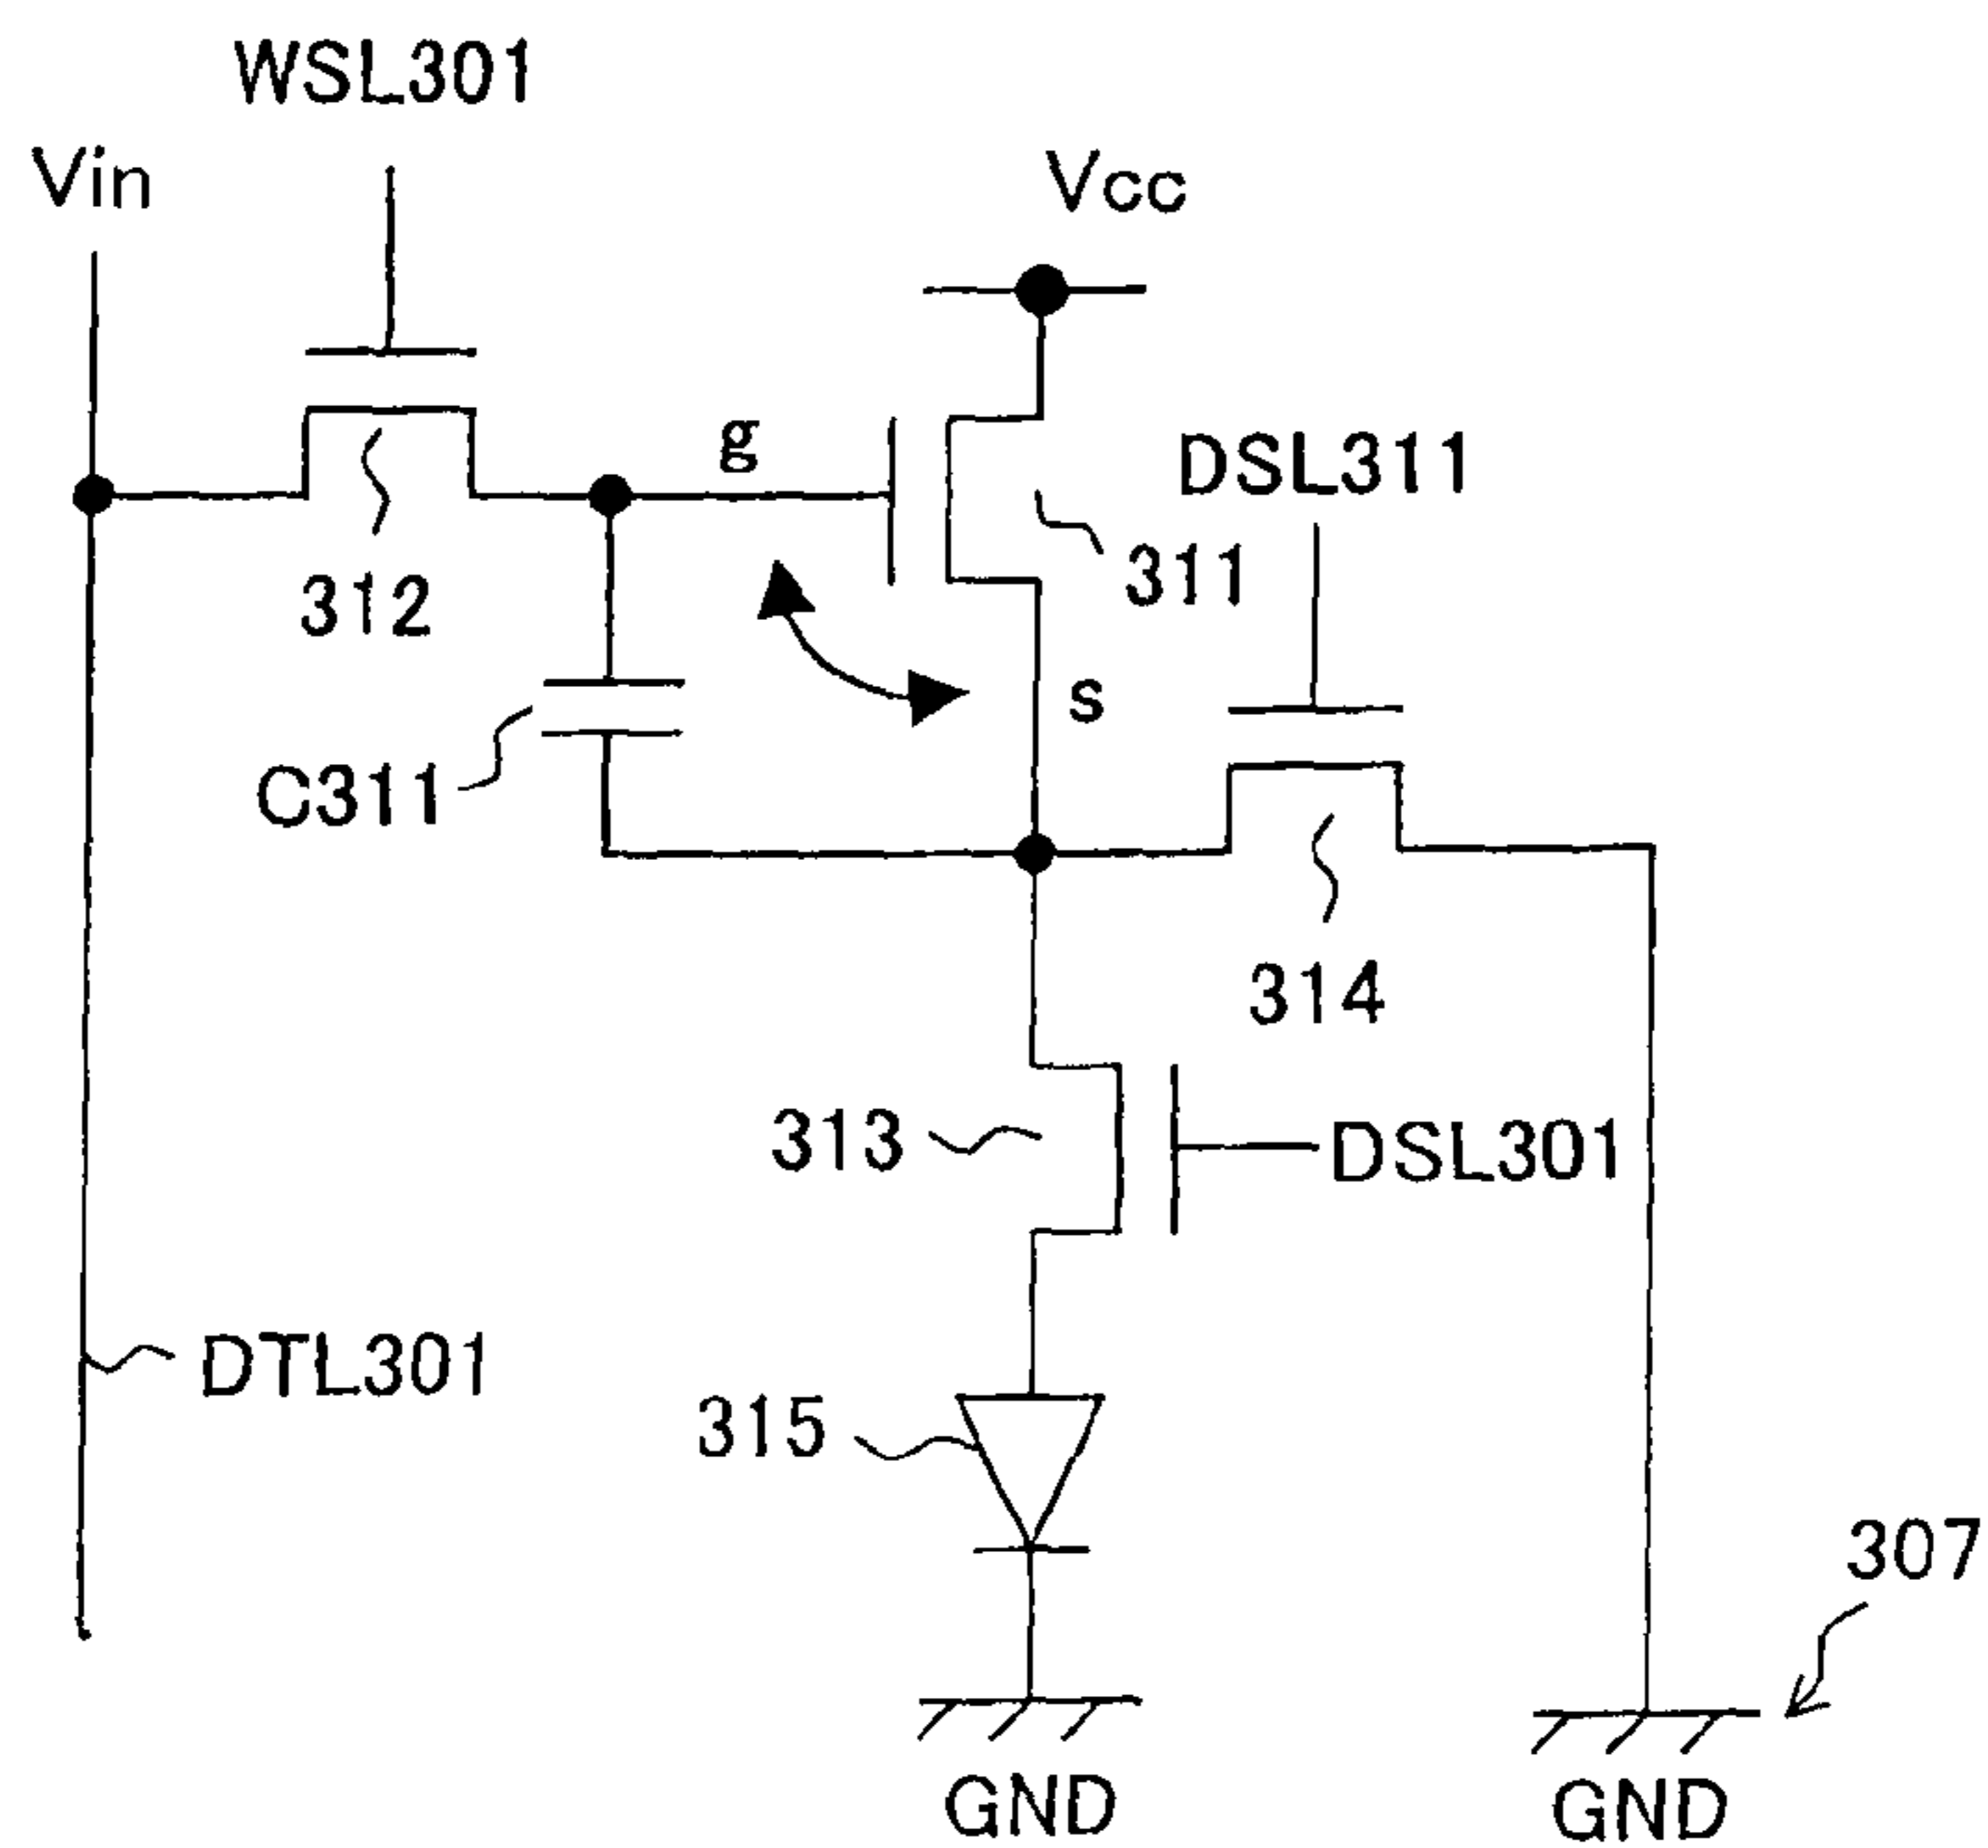 WSL301
Vin
Vcc
g
DSL311
311
312
s
C311
314
313
DSL301
DTL301
315
307
GND
GND